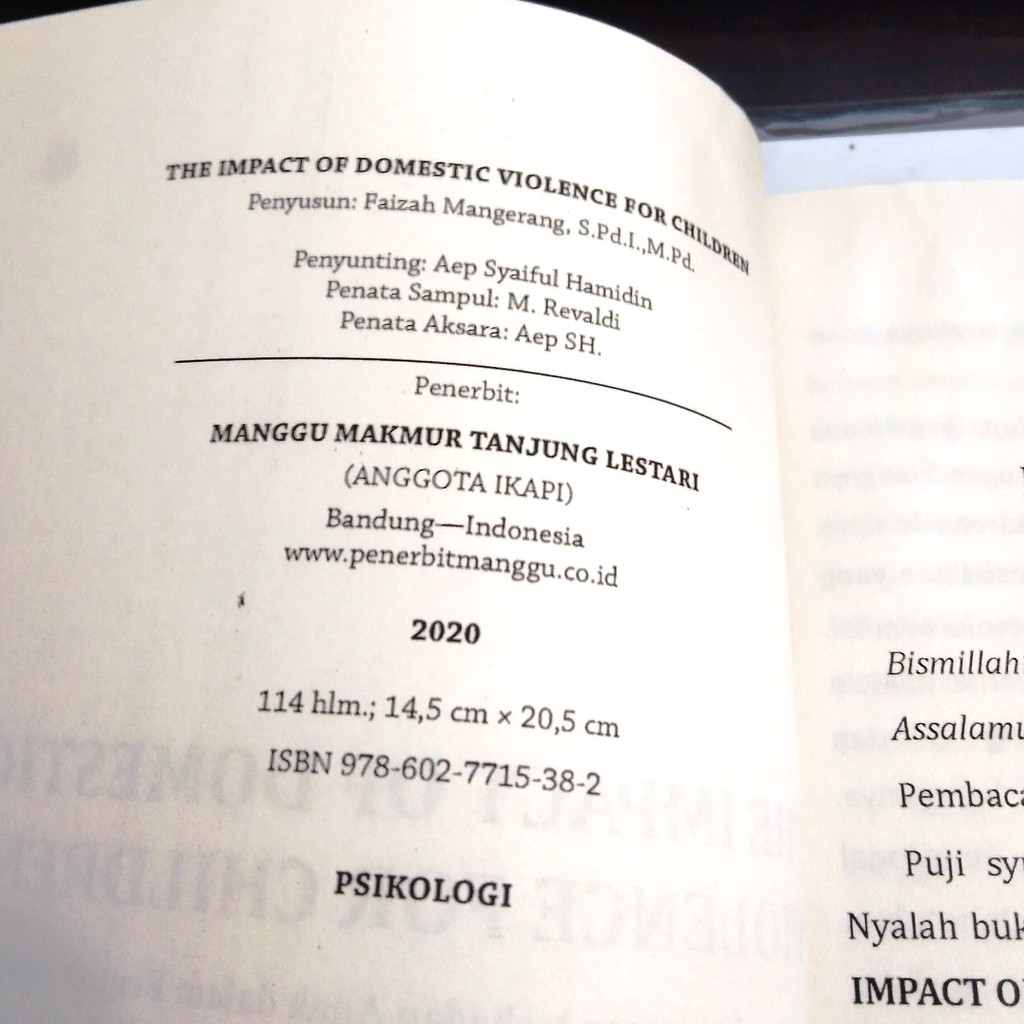 THE IMPACT OF DOMESTIC VIOLENCE FOR CHILDREN
Penyusun: Faizah Mangerang, S.Pd.I.,M.Pd.
Penyunting: Aep Syaiful Hamidin
Penata Sampul: M. Revaldi
Penata Aksara: Aep SH.
Penerbit:
MANGGU MAKMUR TANJUNG LESTARI
(ANGGOTA IKAPI)
Bandung—Indonesia
www.penerbitmanggu.co.id
2020
114 hlm.; 14,5 cm × 20,5 cm
ISBN 978-602-7715-38-2
PSIKOLOGI
Bismillahi
Assalamu
Pembaca
Puji syu
Nyalah buk
IMPACT O